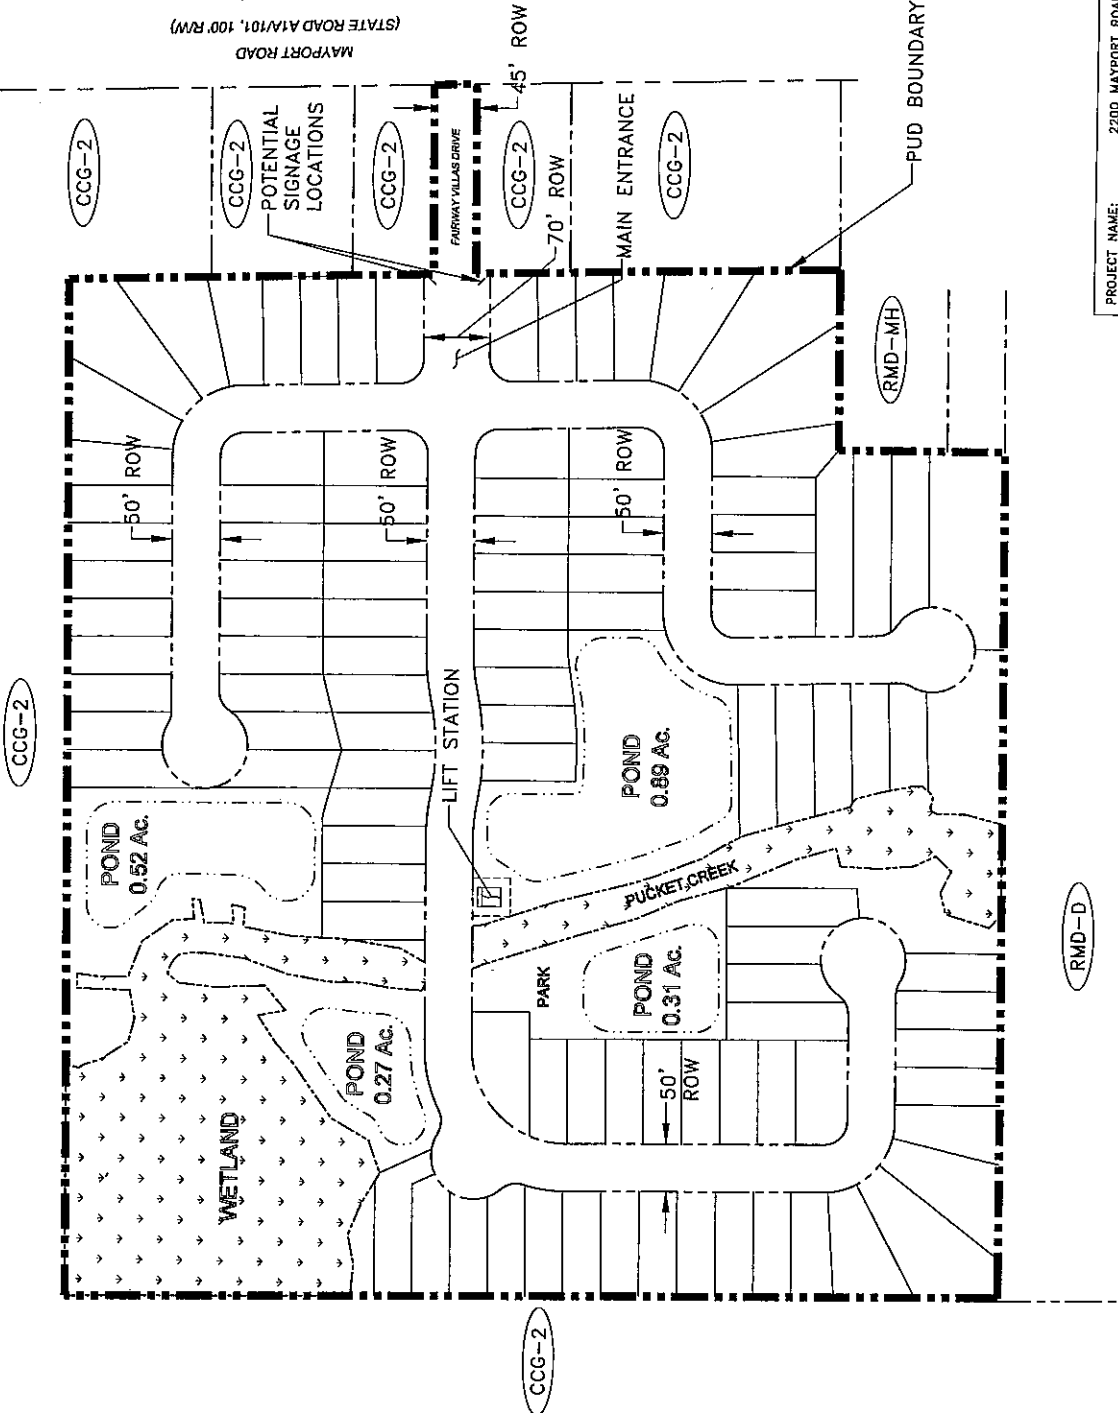 MAYPORT ROAD
(STATE ROAD A1A/101, 100' R/W)
CCG-2
CCG-2
POTENTIAL
SIGNAGE
LOCATIONS
CCG-2
FAIRWAY VILLAS DRIVE
45' ROW
CCG-2
70' ROW
MAIN ENTRANCE
CCG-2
PUD BOUNDARY
RMD-MH
50' ROW
50' ROW
50' ROW
CCG-2
LIFT STATION
POND
0.52 Ac.
POND
0.89 Ac.
PUCKET CREEK
PARK
POND
0.31 Ac.
POND
0.27 Ac.
WETLAND
50'
ROW
RMD-D
CCG-2
PROJECT NAME: 2200 MAYPORT